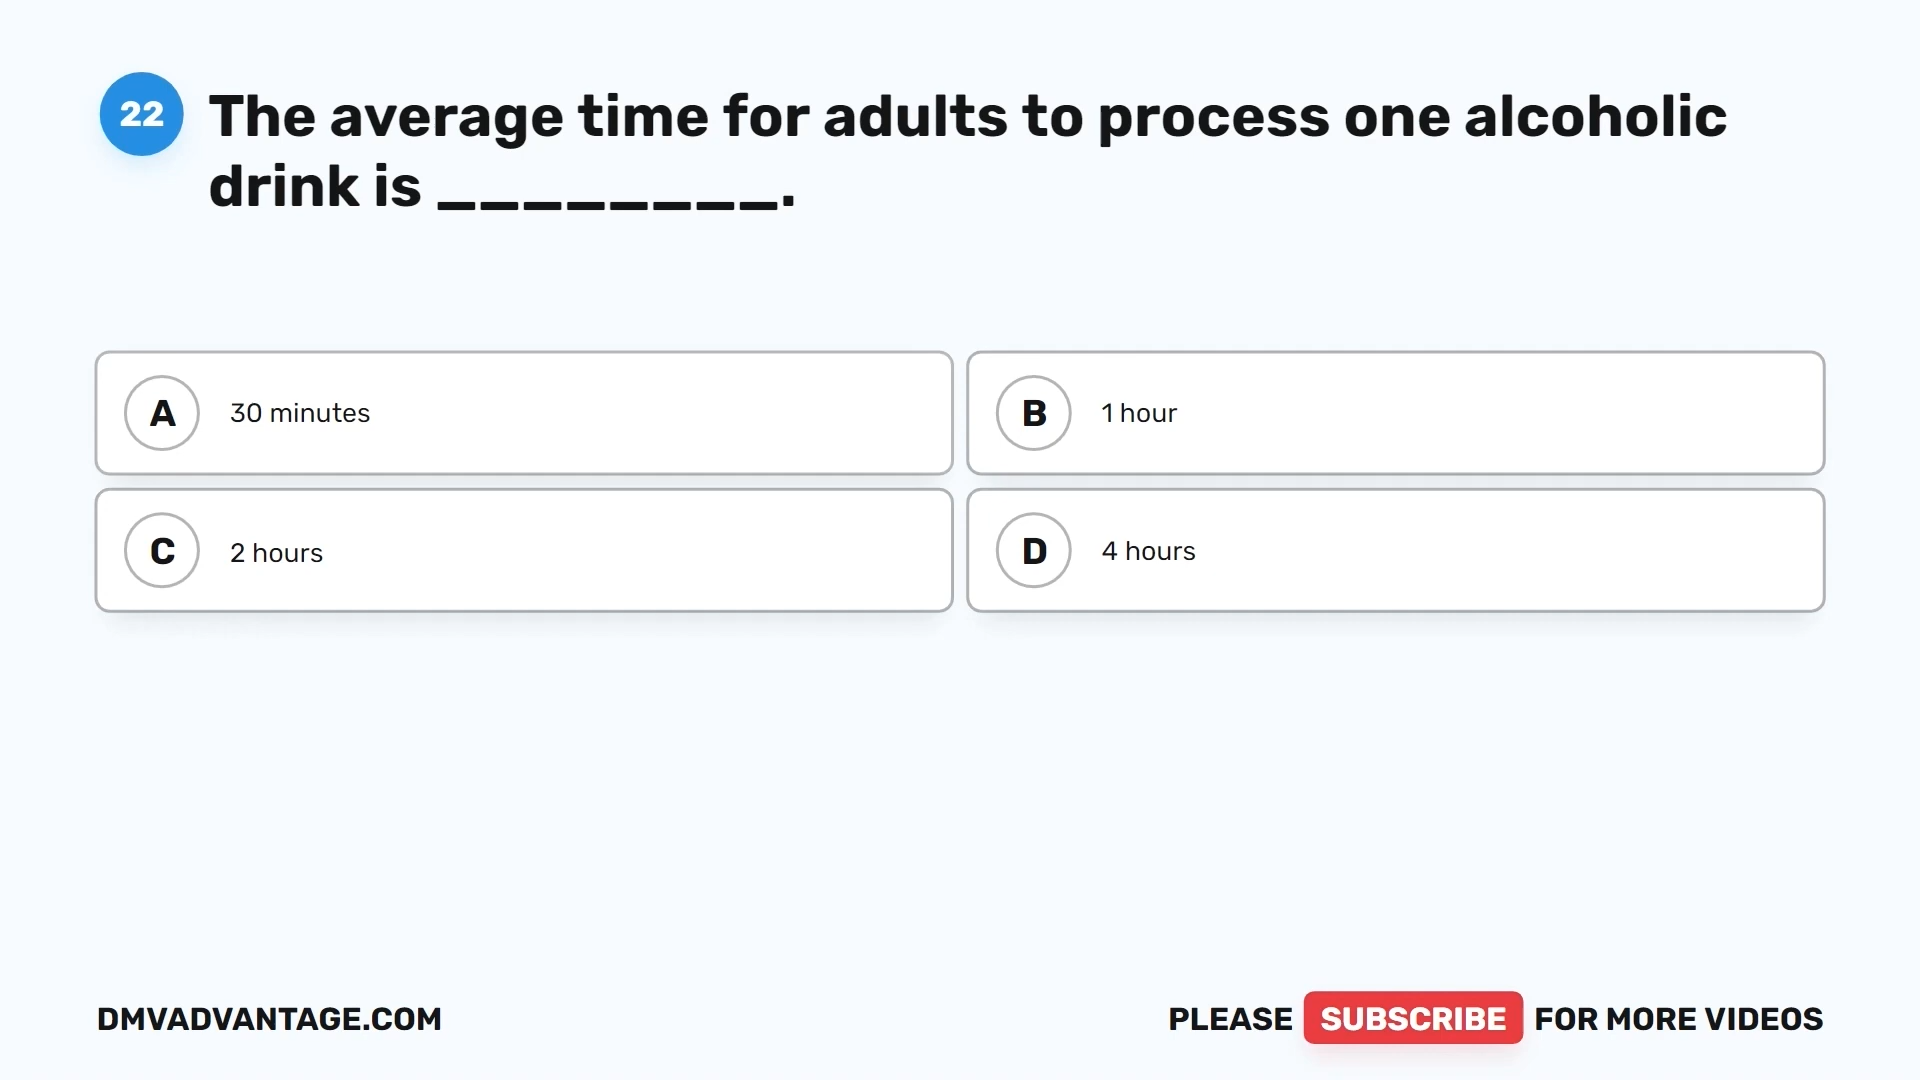 22
The average time for adults to process one alcoholic
drink is ________.
A 30 minutes
B 1 hour
C 2 hours
D 4 hours
DMVADVANTAGE.COM
PLEASE SUBSCRIBE FOR MORE VIDEOS